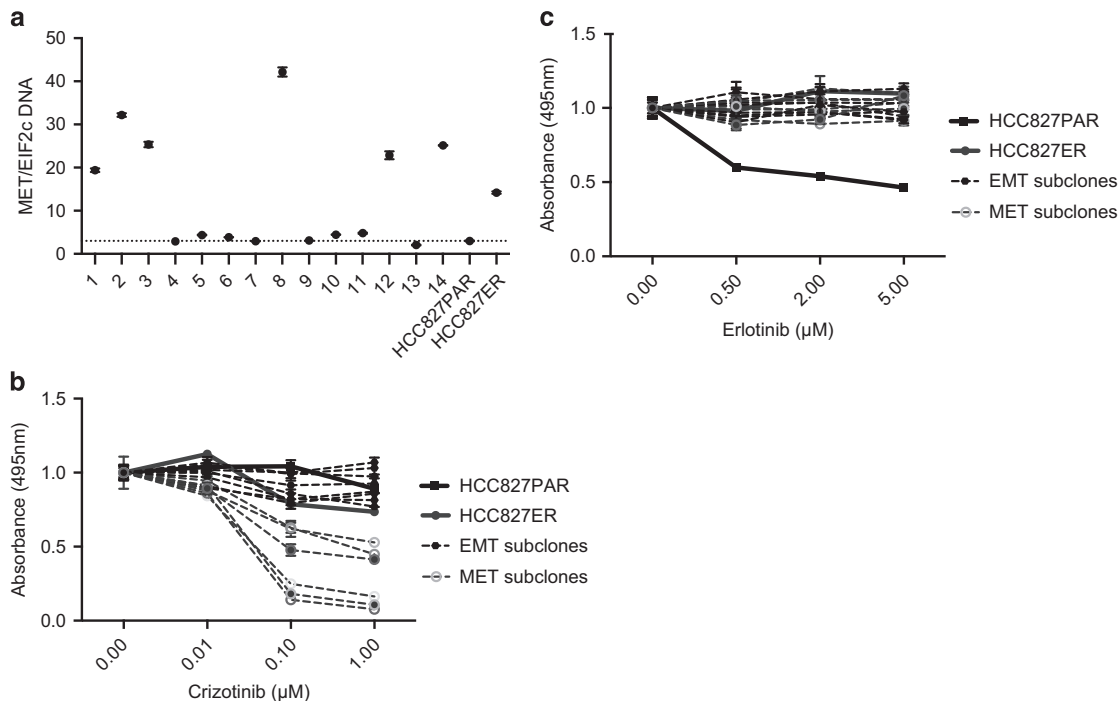 a
MET/EIF2c DNA
50
40
30
20
10
0
1
2
3
4
5
6
7
8
9
10
11
12
13
14
HCC827PAR
HCC827ER
c
Absorbance (495nm)
1.5
1.0
0.5
0.0
0.00
0.50
2.00
5.00
Erlotinib (µM)
HCC827PAR
HCC827ER
EMT subclones
MET subclones
b
Absorbance (495nm)
1.5
1.0
0.5
0.0
0.00
0.01
0.10
1.00
Crizotinib (µM)
HCC827PAR
HCC827ER
EMT subclones
MET subclones